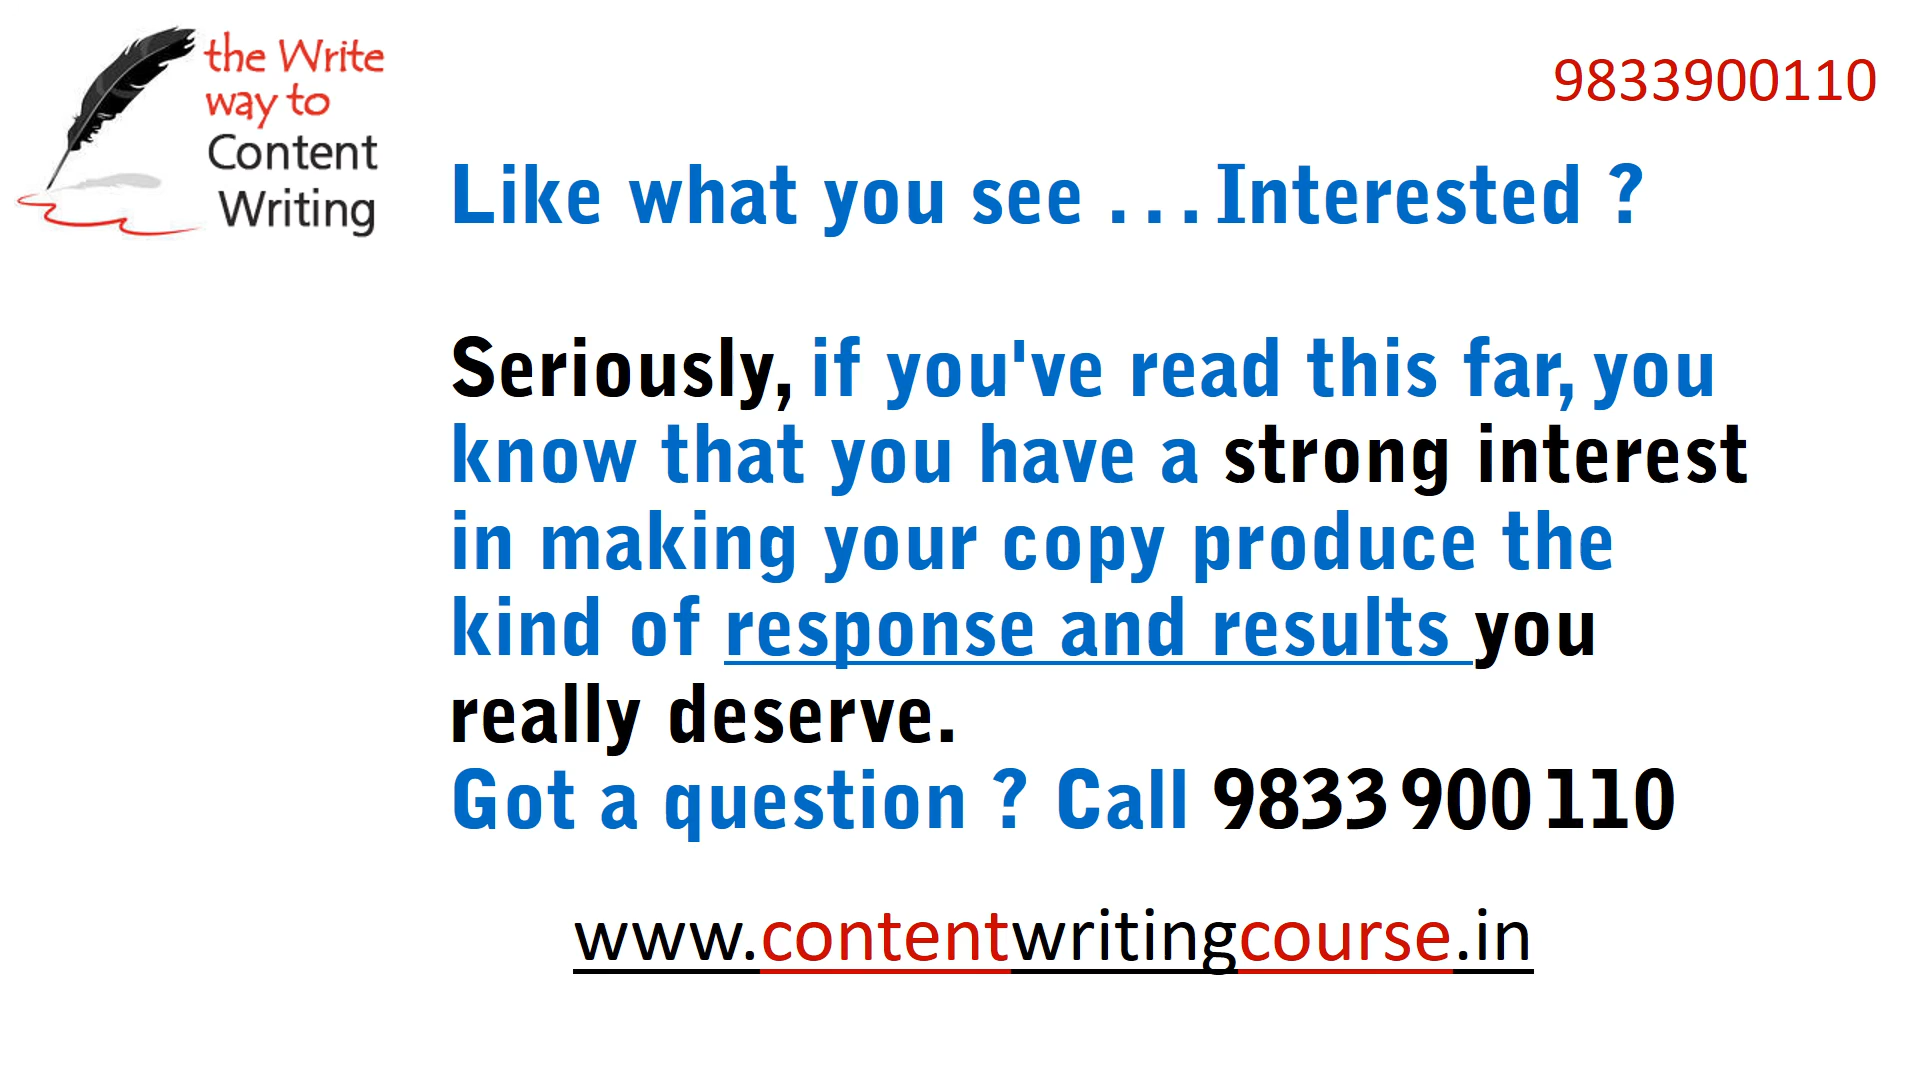 the Write
way to
Content
Writing
9833900110
Like what you see . . . Interested ?
Seriously, if you've read this far, you
know that you have a strong interest
in making your copy produce the
kind of response and results you
really deserve.
Got a question ? Call 9833 900 110
www.contentwritingcourse.in